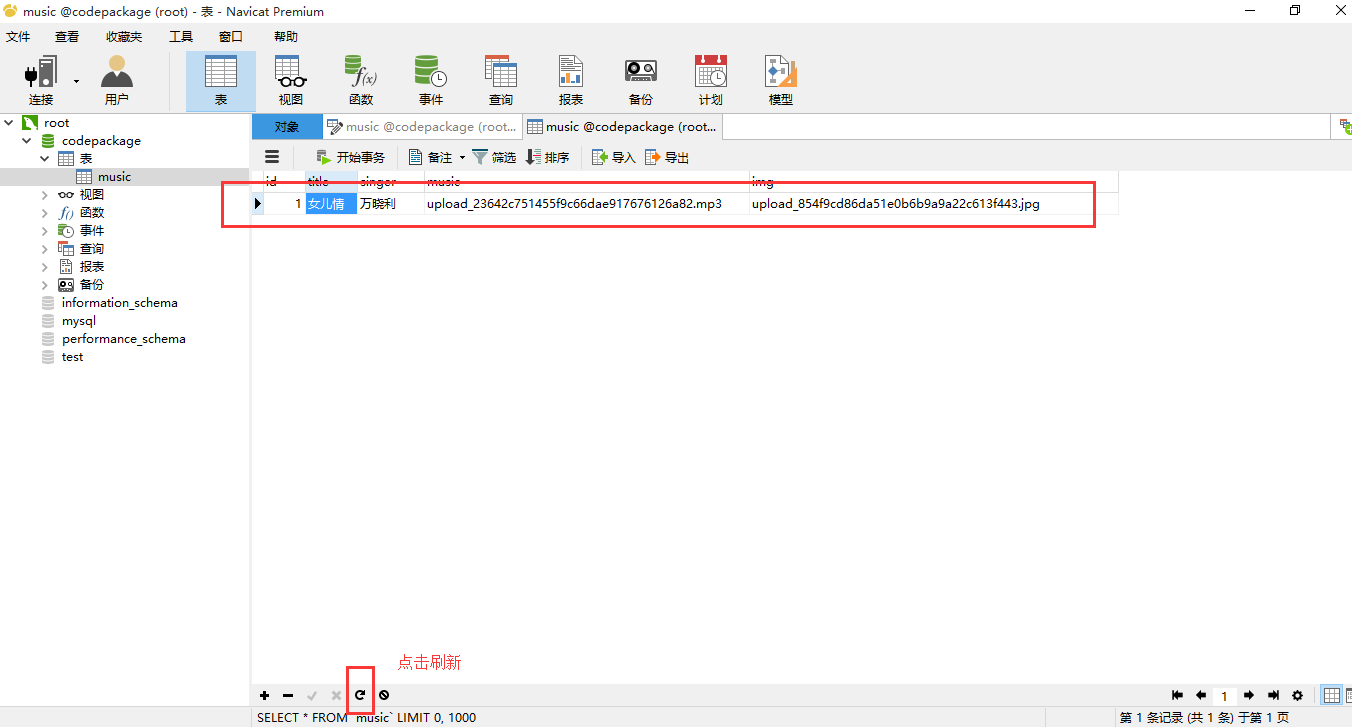 music @codepackage (root) - 表 - Navicat Premium
文件 查看 收藏夹 工具 窗口 帮助
连接 用户 表 视图 函数 事件 查询 报表 备份 计划 模型
root
codepackage
表
music
视图
函数
事件
查询
报表
备份
information_schema
mysql
performance_schema
test
对象 music @codepackage (root... music @codepackage (root...
开始事务 备注 筛选 排序 导入 导出
id title singer music img
1 女儿情 万晓利 upload_23642c751455f9c66dae917676126a82.mp3 upload_854f9cd86da51e0b6b9a9a22c613f443.jpg
点击刷新
1
SELECT * FROM `music` LIMIT 0, 1000 第 1 条记录 (共 1 条) 于第 1 页